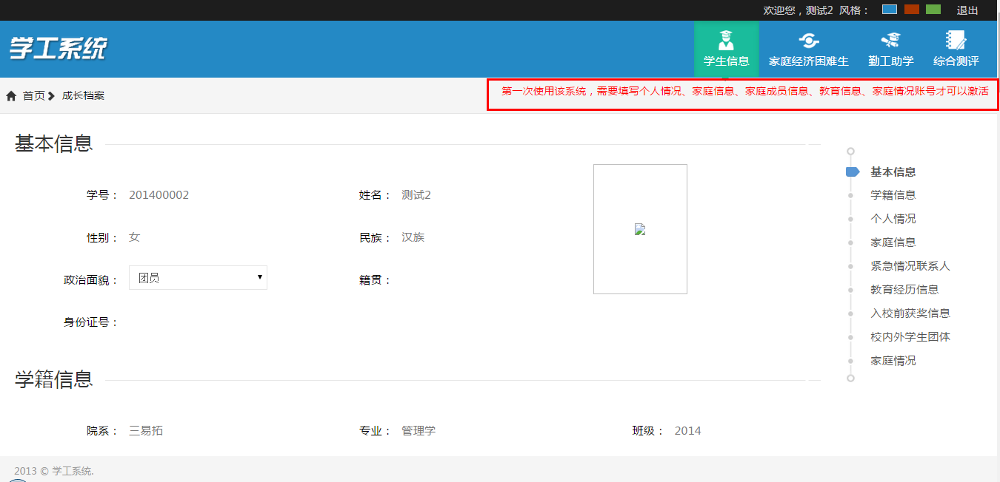 欢迎您，测试2 风格： 退出
学工系统
学生信息 家庭经济困难生 勤工助学 综合测评
首页 成长档案
第一次使用该系统，需要填写个人情况、家庭信息、家庭成员信息、教育信息、家庭情况账号才可以激活
基本信息
学号： 201400002 姓名： 测试2
性别： 女 民族： 汉族
政治面貌： 团员 籍贯：
身份证号：
学籍信息
院系： 三易拓 专业： 管理学 班级： 2014
基本信息
学籍信息
个人情况
家庭信息
紧急情况联系人
教育经历信息
入校前获奖信息
校内外学生团体
家庭情况
2013 © 学工系统.